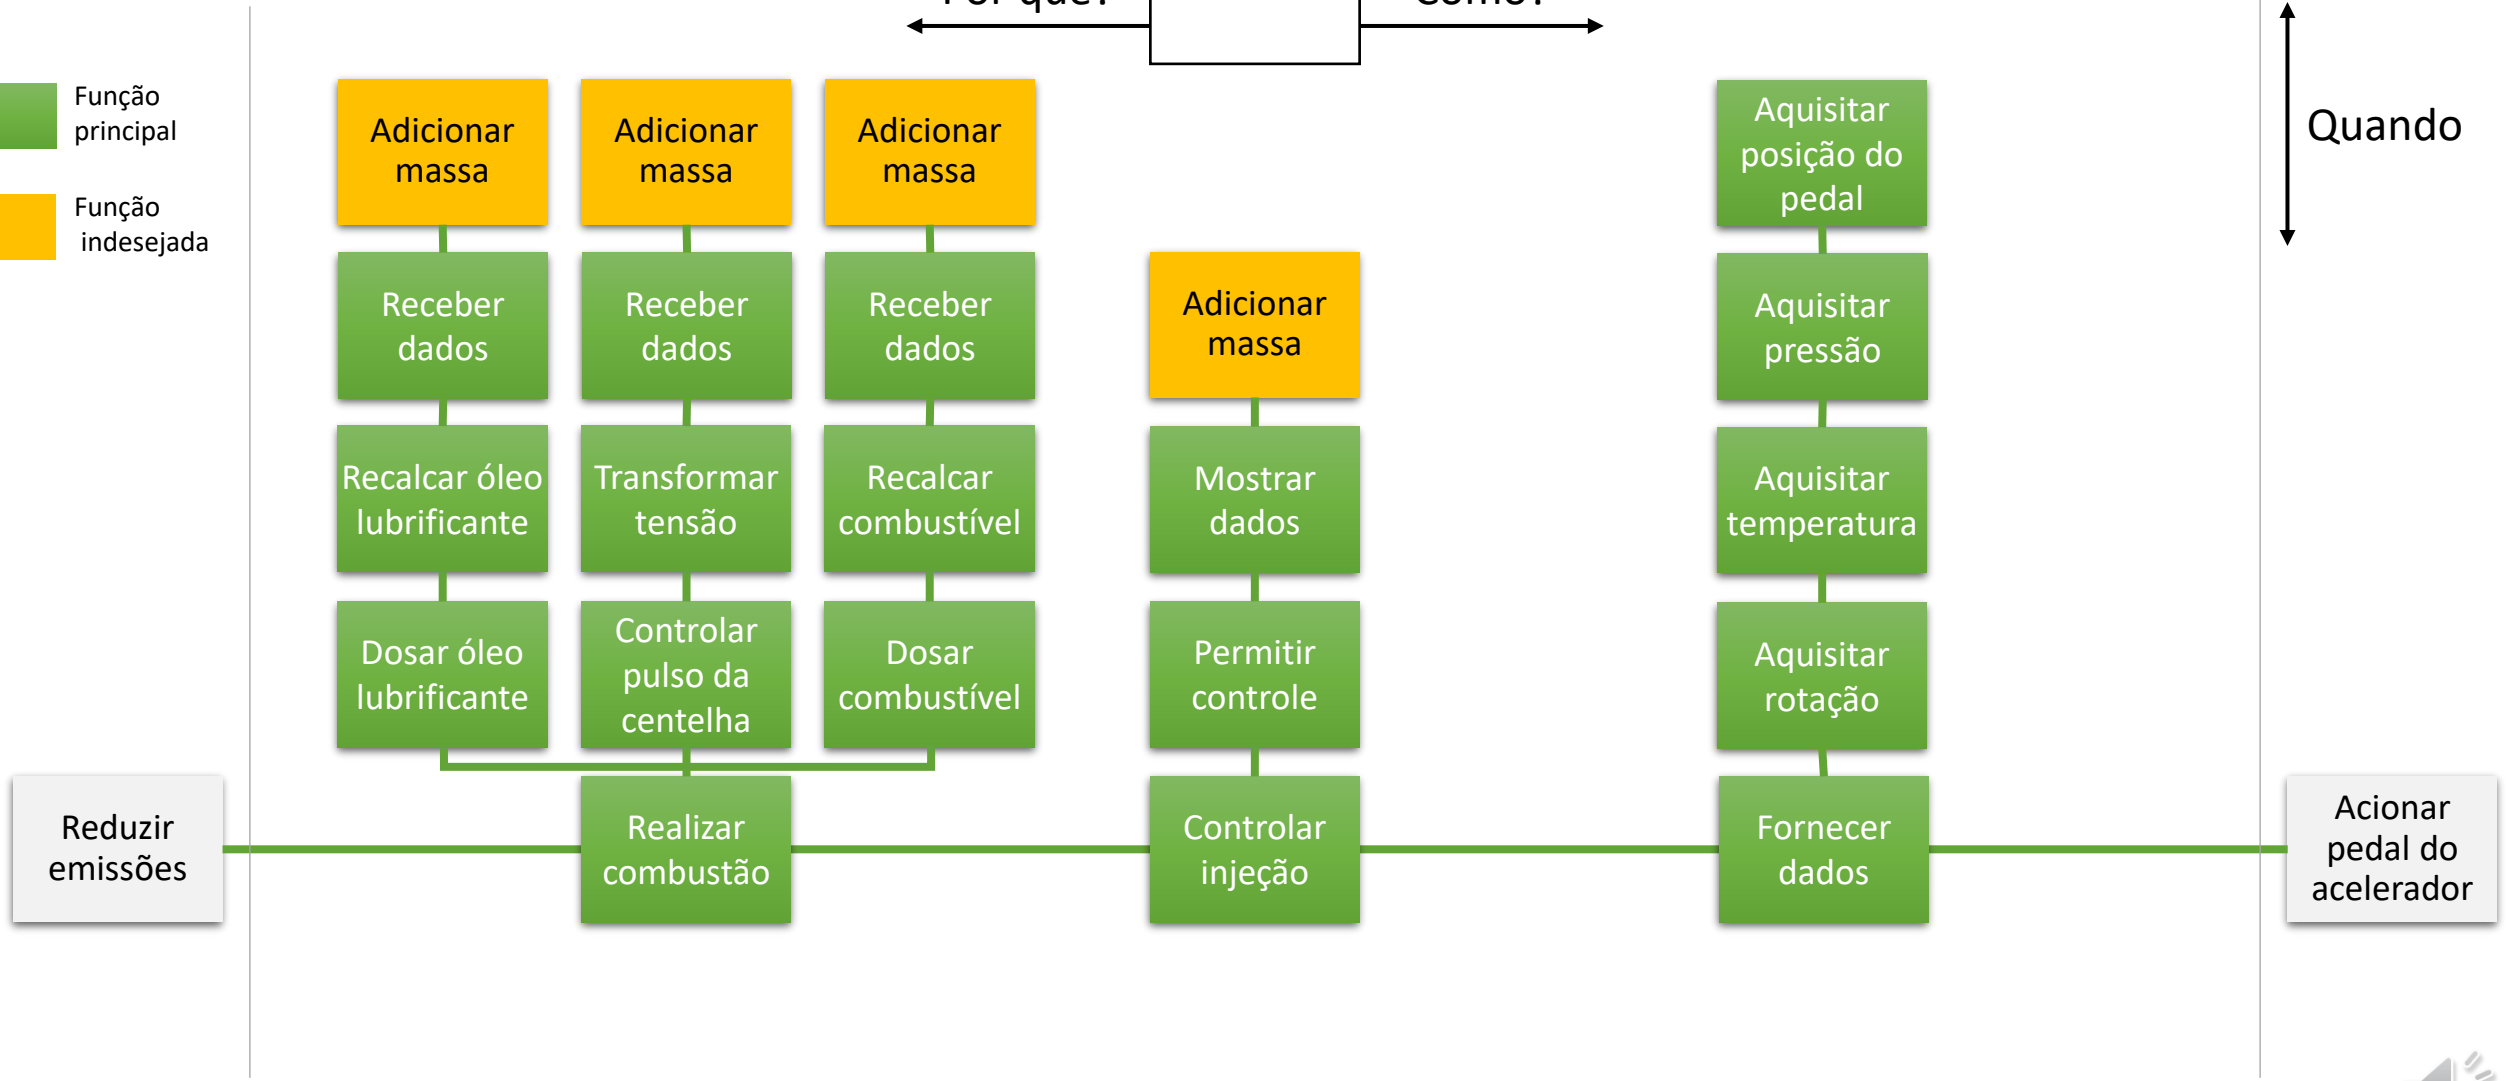 Por que?
Como?
Função
principal
Função
indesejada
Quando
Adicionar
massa
Adicionar
massa
Adicionar
massa
Aquisitar
posição do
pedal
Receber
dados
Receber
dados
Receber
dados
Adicionar
massa
Aquisitar
pressão
Recalcar óleo
lubrificante
Transformar
tensão
Recalcar
combustível
Mostrar
dados
Aquisitar
temperatura
Dosar óleo
lubrificante
Controlar
pulso da
centelha
Dosar
combustível
Permitir
controle
Aquisitar
rotação
Reduzir
emissões
Realizar
combustão
Controlar
injeção
Fornecer
dados
Acionar
pedal do
acelerador